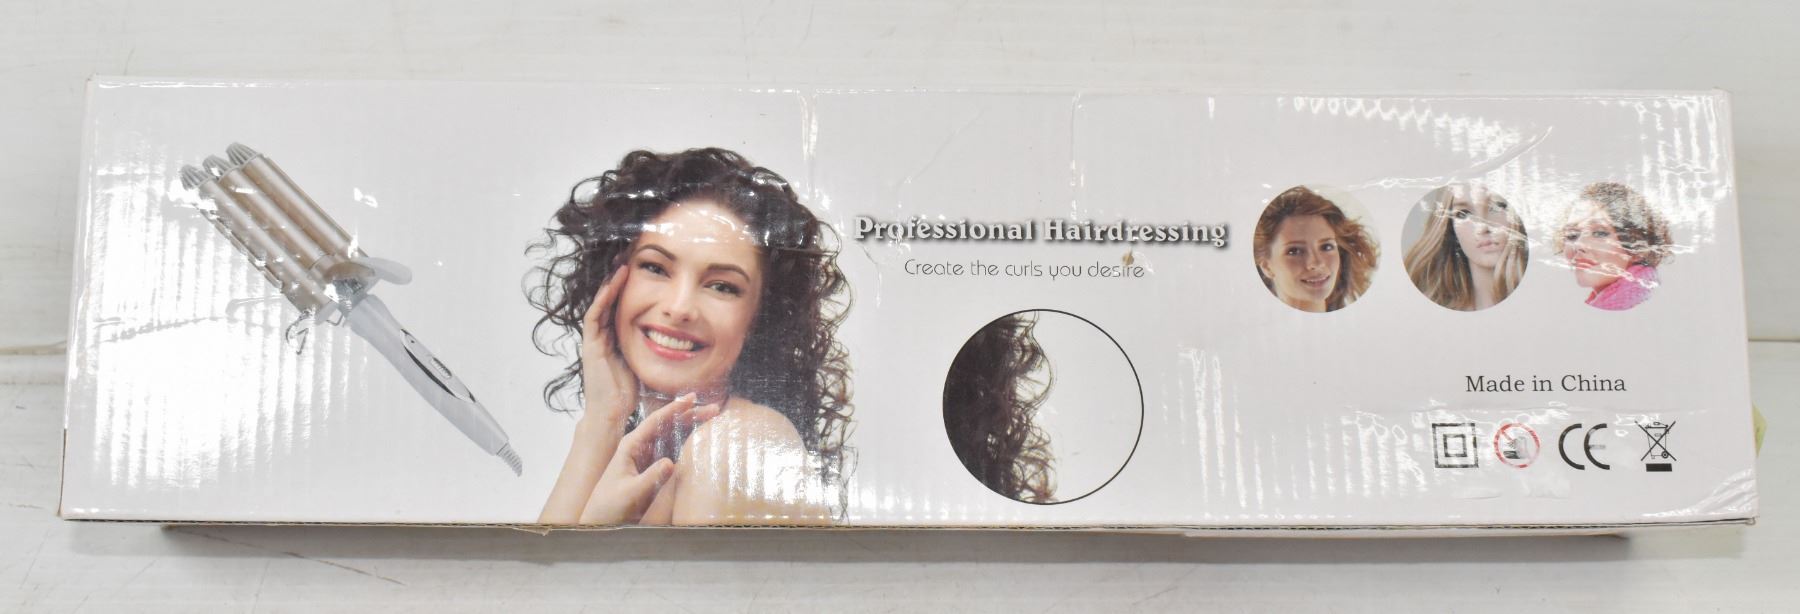 Professional Hairdressing
Create the curls you desire
Made in China
CE